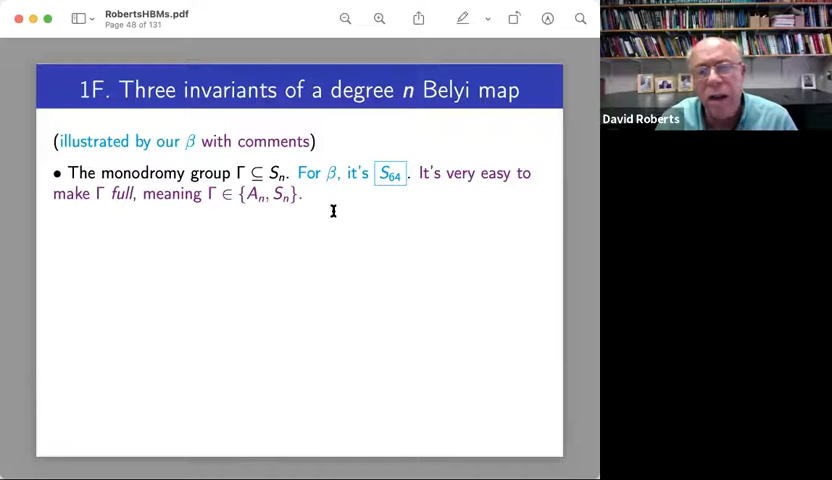 RobertsHBMs.pdf
Page 48 of 131
1F. Three invariants of a degree n Belyi map
(illustrated by our β with comments)
• The monodromy group Γ ⊆ Sₙ. For β, it's S₆₄. It's very easy to
make Γ full, meaning Γ ∈ {Aₙ, Sₙ}.
David Roberts